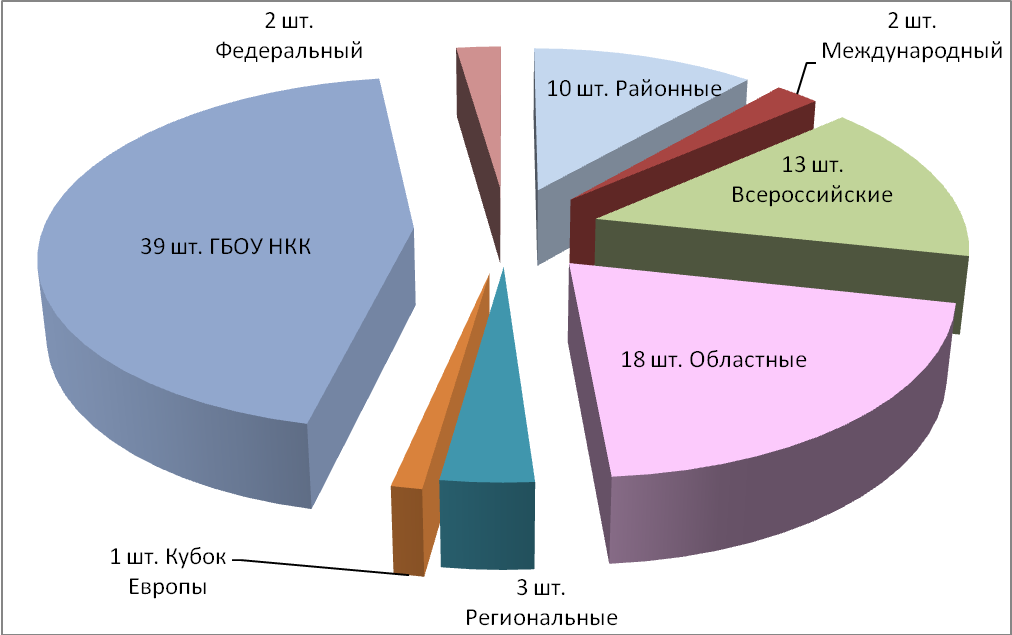 2 шт.
Федеральный
2 шт.
Международный
10 шт. Районные
13 шт.
Всероссийские
39 шт. ГБОУ НКК
18 шт. Областные
1 шт. Кубок
Европы
3 шт.
Региональные